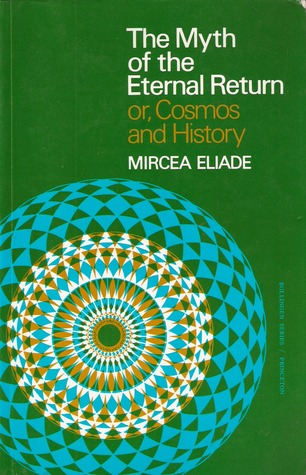 The Myth
of the
Eternal Return
or, Cosmos
and History
MIRCEA ELIADE
BOLLINGEN SERIES / PRINCETON